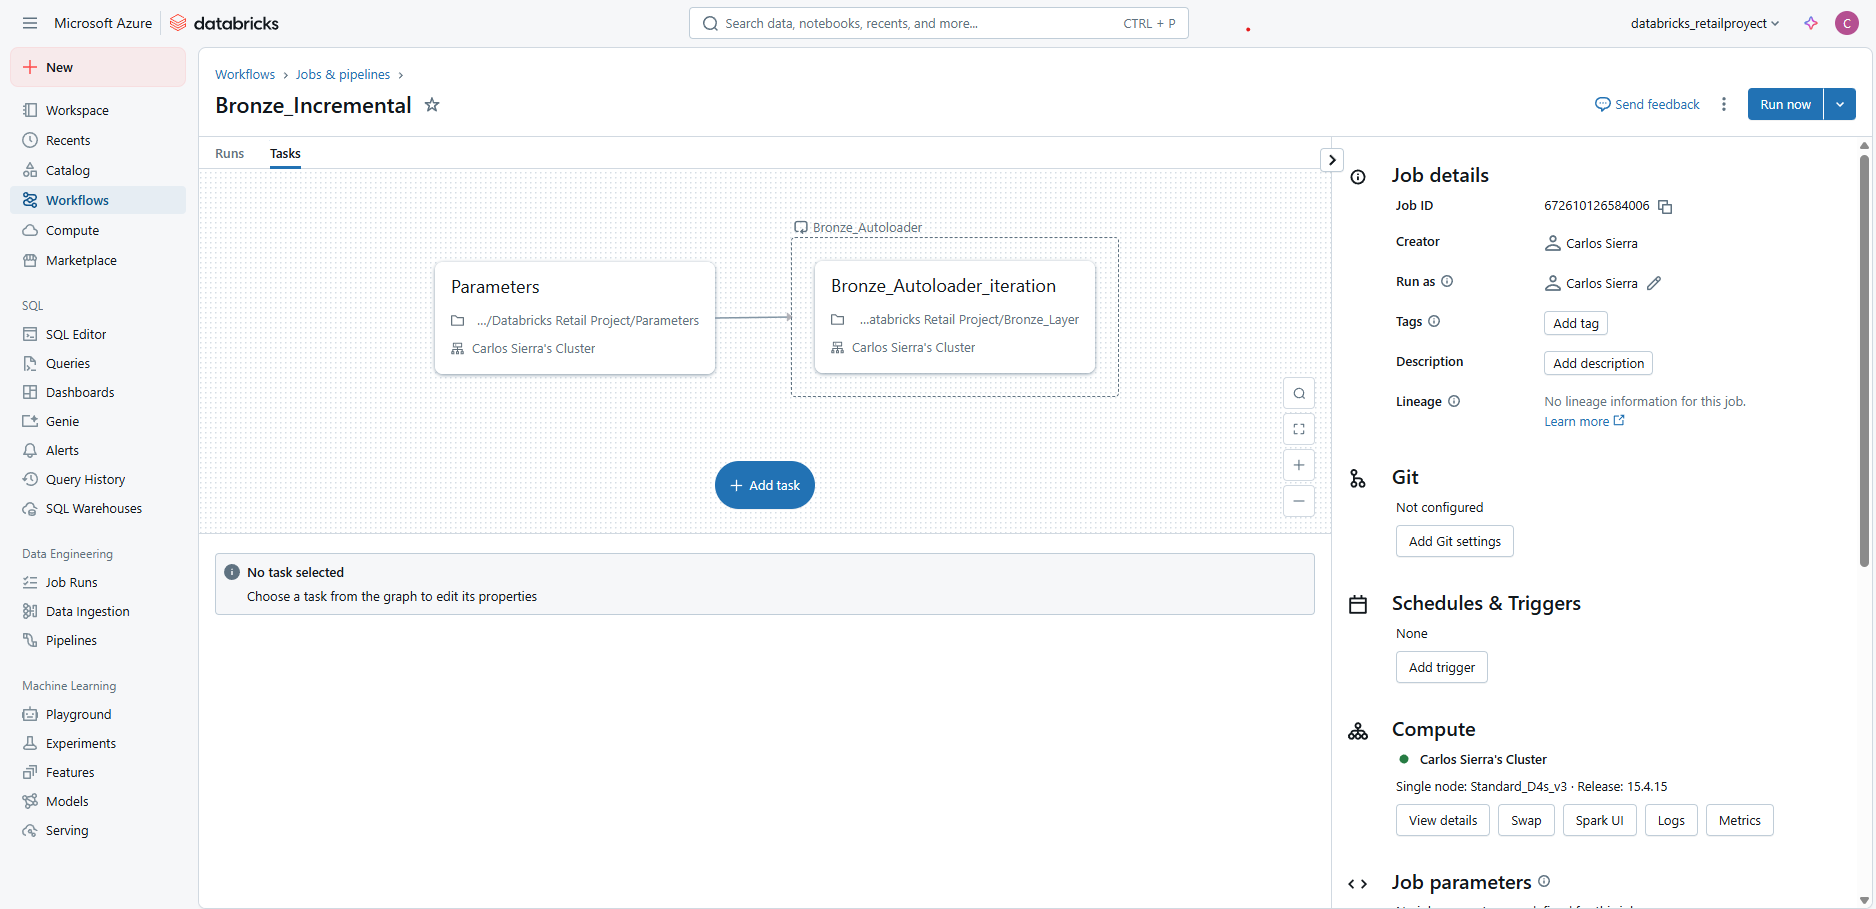 Microsoft Azure
databricks
Search data, notebooks, recents, and more...
CTRL + P
databricks_retailproyect
C
New
Workspace
Recents
Catalog
Workflows
Compute
Marketplace
SQL
SQL Editor
Queries
Dashboards
Genie
Alerts
Query History
SQL Warehouses
Data Engineering
Job Runs
Data Ingestion
Pipelines
Machine Learning
Playground
Experiments
Features
Models
Serving
Workflows › Jobs & pipelines ›
Bronze_Incremental
Send feedback
Run now
Runs
Tasks
Parameters
.../Databricks Retail Project/Parameters
Carlos Sierra's Cluster
Bronze_Autoloader
Bronze_Autoloader_iteration
...atabricks Retail Project/Bronze_Layer
Carlos Sierra's Cluster
+ Add task
No task selected
Choose a task from the graph to edit its properties
Job details
Job ID 672610126584006
Creator Carlos Sierra
Run as Carlos Sierra
Tags Add tag
Description Add description
Lineage No lineage information for this job.
Learn more
Git
Not configured
Add Git settings
Schedules & Triggers
None
Add trigger
Compute
Carlos Sierra's Cluster
Single node: Standard_D4s_v3 · Release: 15.4.15
View details
Swap
Spark UI
Logs
Metrics
Job parameters